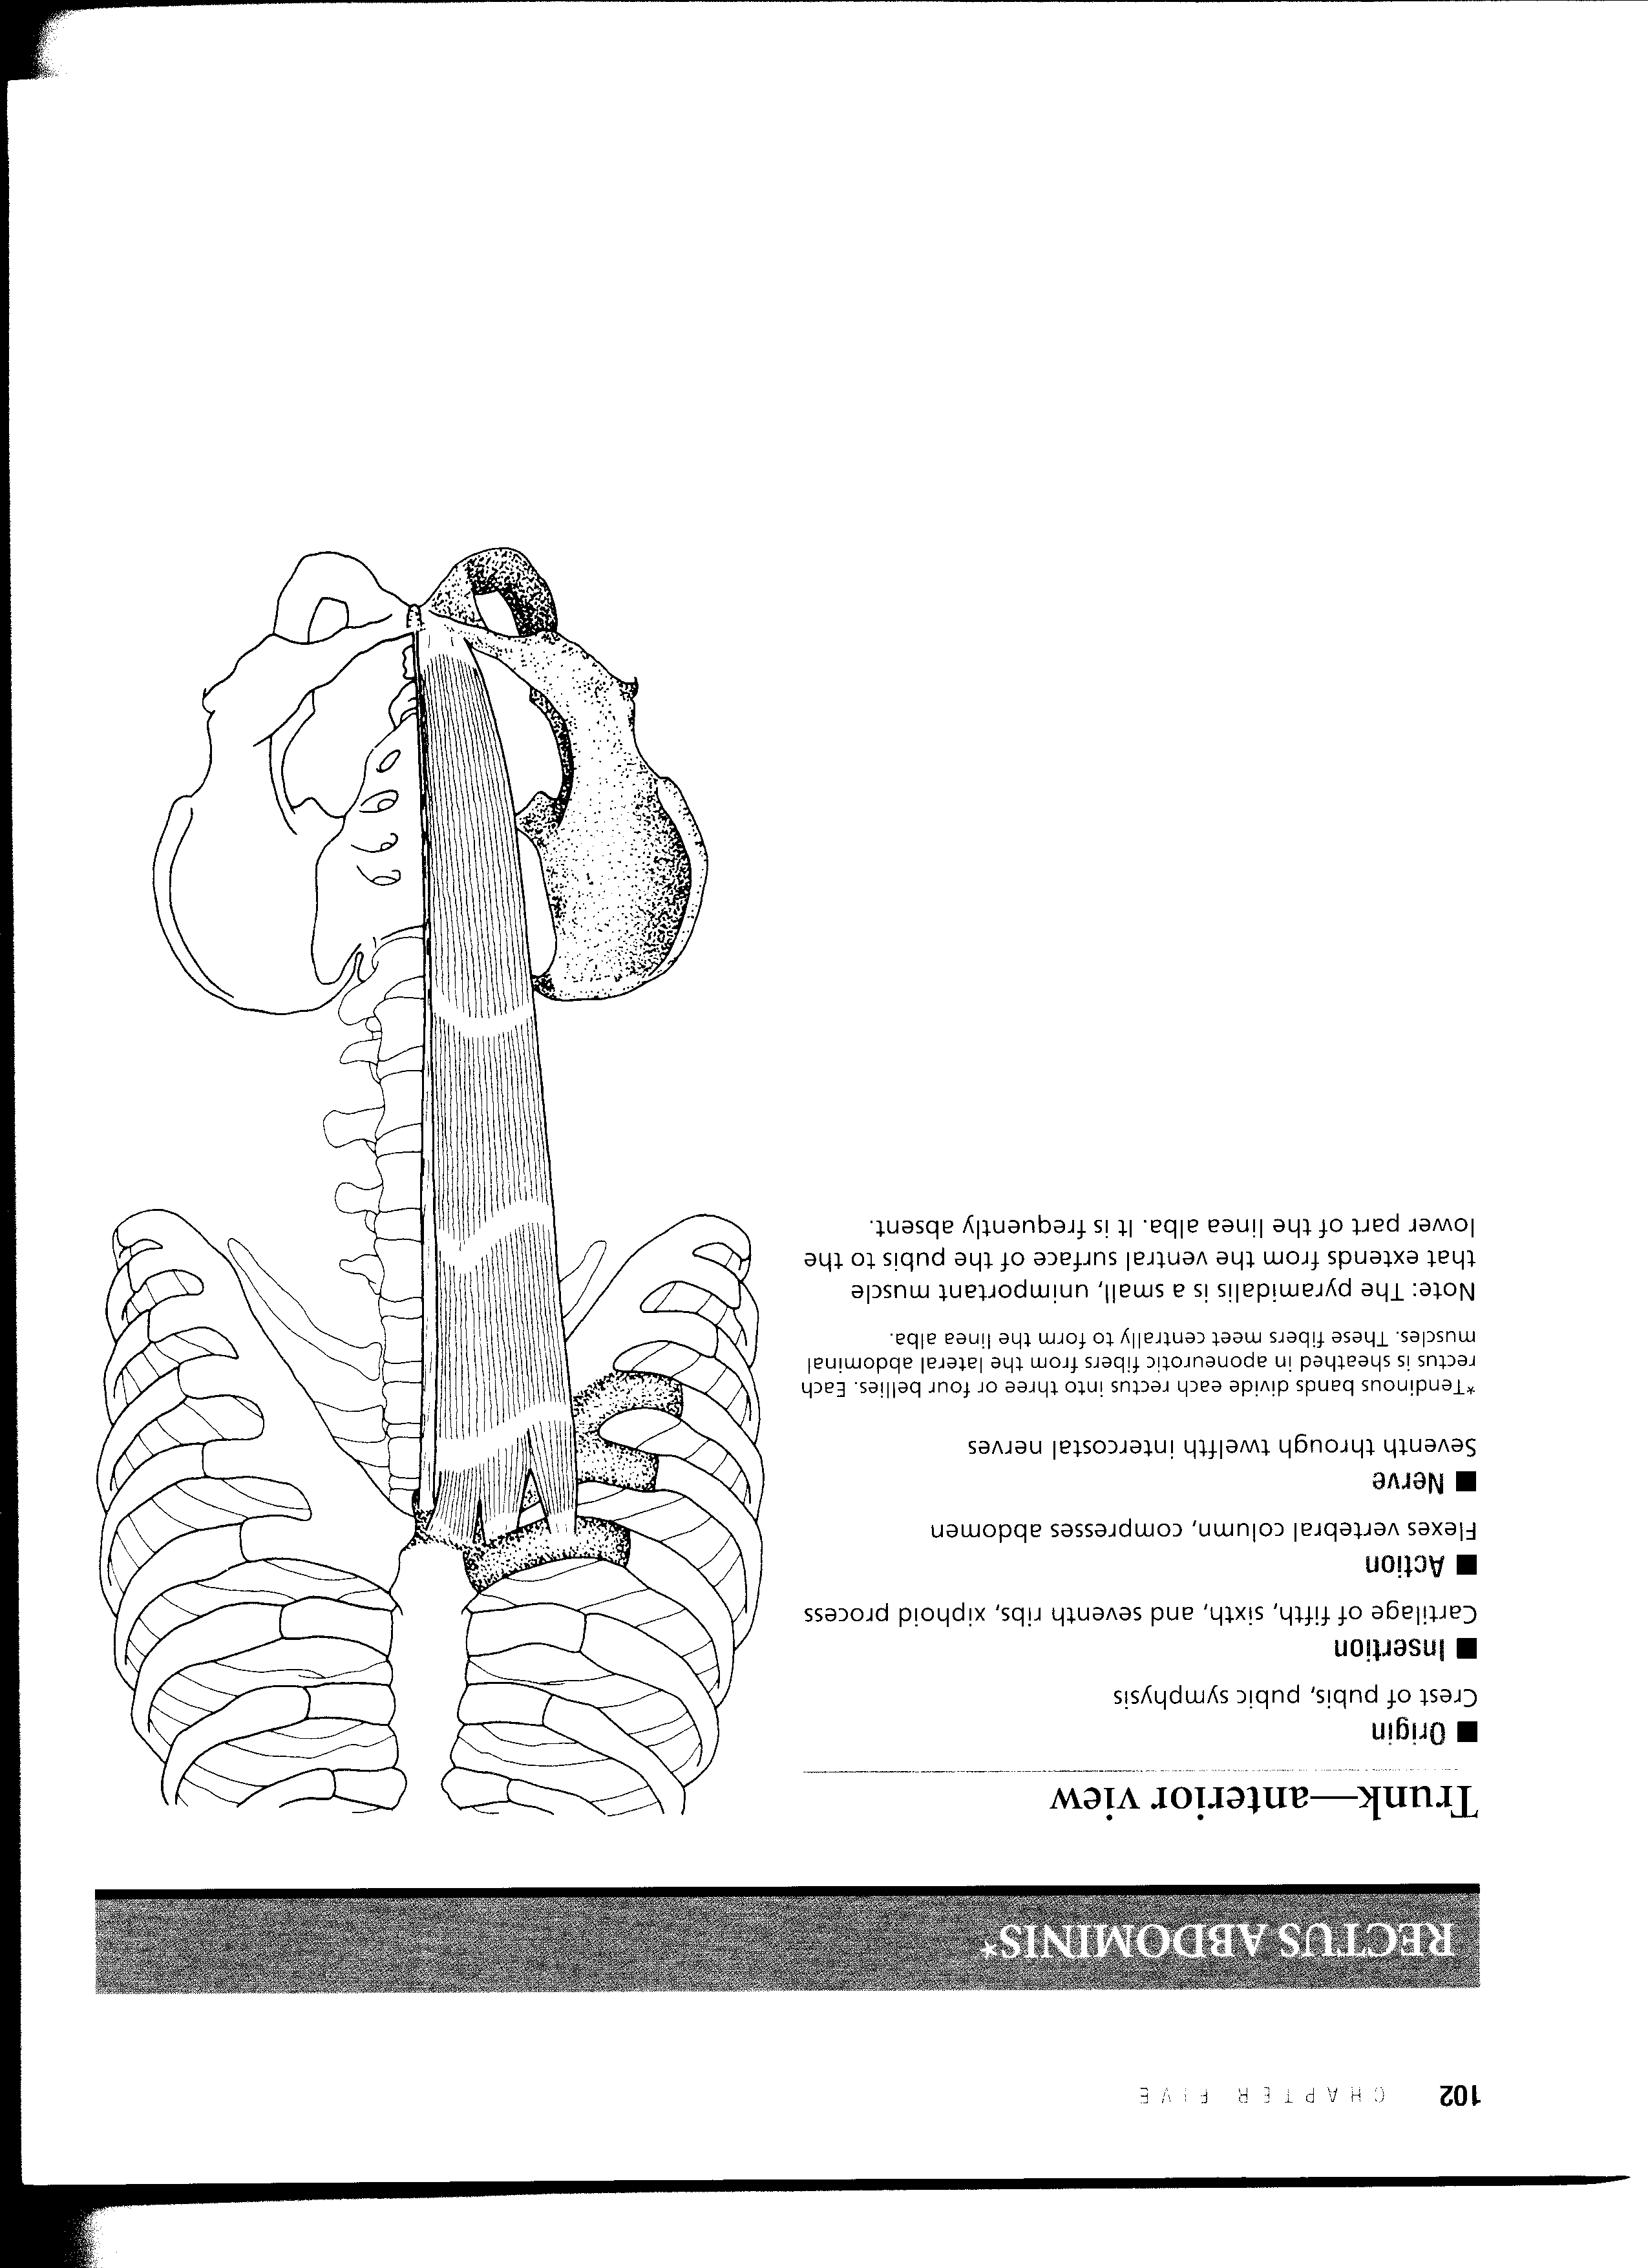 102 CHAPTER FIVE
RECTUS ABDOMINIS*
Trunk—anterior view
■ Origin
Crest of pubis, pubic symphysis
■ Insertion
Cartilage of fifth, sixth, and seventh ribs, xiphoid process
■ Action
Flexes vertebral column, compresses abdomen
■ Nerve
Seventh through twelfth intercostal nerves
*Tendinous bands divide each rectus into three or four bellies. Each
rectus is sheathed in aponeurotic fibers from the lateral abdominal
muscles. These fibers meet centrally to form the linea alba.
Note: The pyramidalis is a small, unimportant muscle
that extends from the ventral surface of the pubis to the
lower part of the linea alba. It is frequently absent.